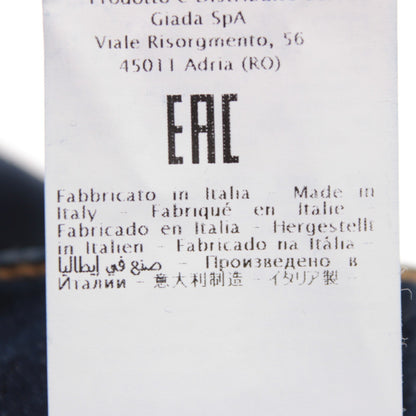 Prodotto e Distribuito
Giada SpA
Viale Risorgmento, 56
45011 Adria (RO)
EAC
Fabbricato in Italia - Made in
Italy - Fabriqué en Italie -
Fabricado en Italia - Hergestellt
in Italien - Fabricado na Itália -
صنع في إيطاليا - Произведено в
Италии - 意大利制造 - イタリア製 -